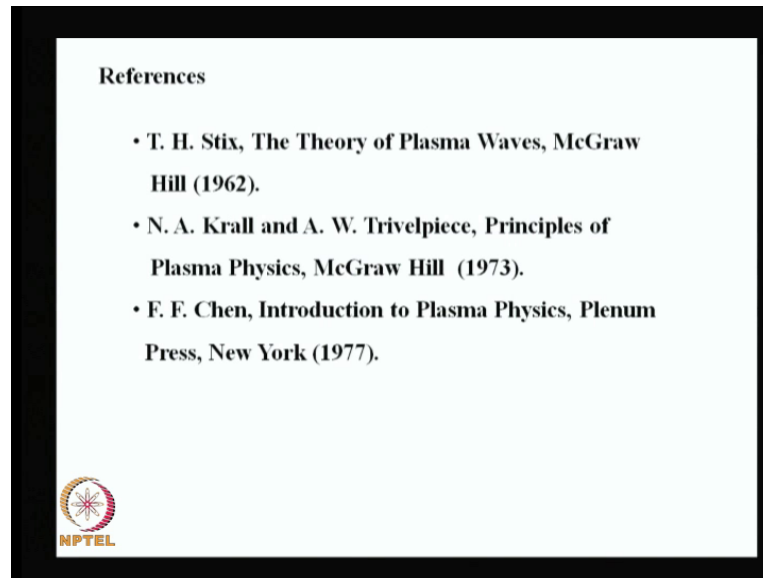 References
• T. H. Stix, The Theory of Plasma Waves, McGraw
Hill (1962).
• N. A. Krall and A. W. Trivelpiece, Principles of
Plasma Physics, McGraw Hill (1973).
• F. F. Chen, Introduction to Plasma Physics, Plenum
Press, New York (1977).
NPTEL